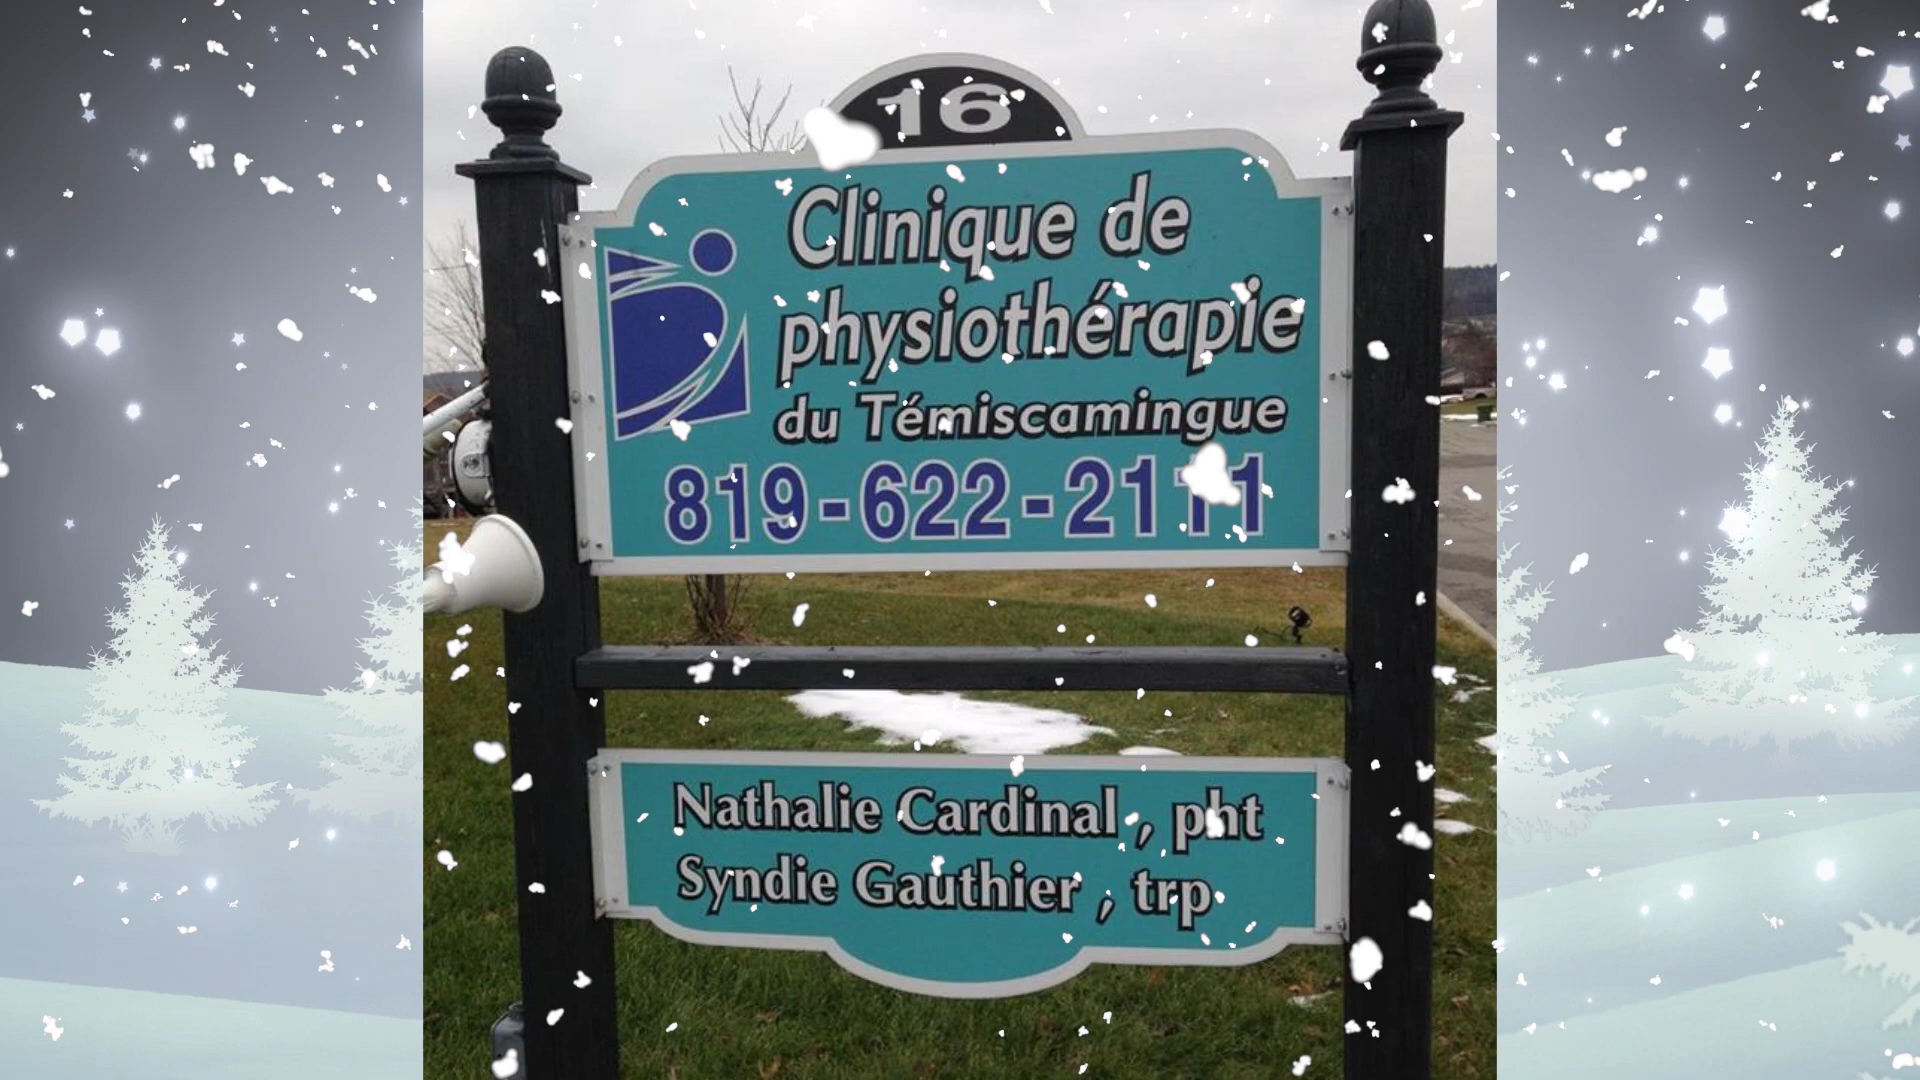 16
Clinique de
physiothérapie
du Témiscamingue
819-622-2111
Nathalie Cardinal, pht
Syndie Gauthier, trp